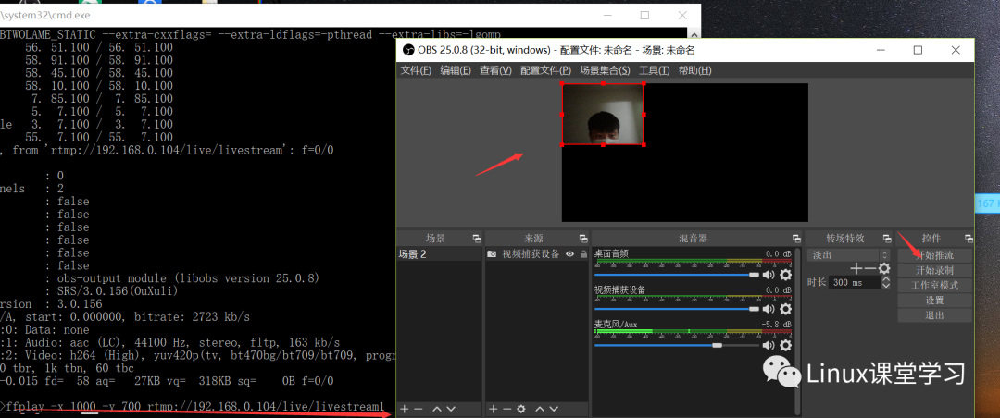 \system32\cmd.exe
BTWOLAME_STATIC --extra-cxxflags= --extra-ldflags=-pthread --extra-libs=-lgomp
56. 51.100 / 56. 51.100
58. 91.100 / 58. 91.100
58. 45.100 / 58. 45.100
58. 10.100 / 58. 10.100
7. 85.100 / 7. 85.100
5. 7.100 / 5. 7.100
le 3. 7.100 / 3. 7.100
55. 7.100 / 55. 7.100
, from 'rtmp://192.168.0.104/live/livestream': f=0/0
: 0
nels : 2
: false
: false
: false
: false
: false
: false
: obs-output module (libobs version 25.0.8)
: SRS/3.0.156(OuXuli)
ersion : 3.0.156
/A, start: 0.000000, bitrate: 2723 kb/s
:0: Data: none
:1: Audio: aac (LC), 44100 Hz, stereo, fltp, 163 kb/s
:2: Video: h264 (High), yuv420p(tv, bt470bg/bt709/bt709, progr
0 tbr, 1k tbn, 60 tbc
-0.015 fd= 58 aq= 27KB vq= 318KB sq= 0B f=0/0
>ffplay -x 1000 -y 700 rtmp://192.168.0.104/live/livestream1
OBS 25.0.8 (32-bit, windows) - 配置文件: 未命名 - 场景: 未命名
文件(F) 编辑(E) 查看(V) 配置文件(P) 场景集合(S) 工具(T) 帮助(H)
场景
场景 2
来源
视频捕获设备
混音器
桌面音频 0.0 dB
视频捕获设备 0.0 dB
麦克风/Aux -5.8 dB
转场特效
淡出
时长 300 ms
控件
开始推流
开始录制
工作室模式
设置
退出
167
Linux课堂学习